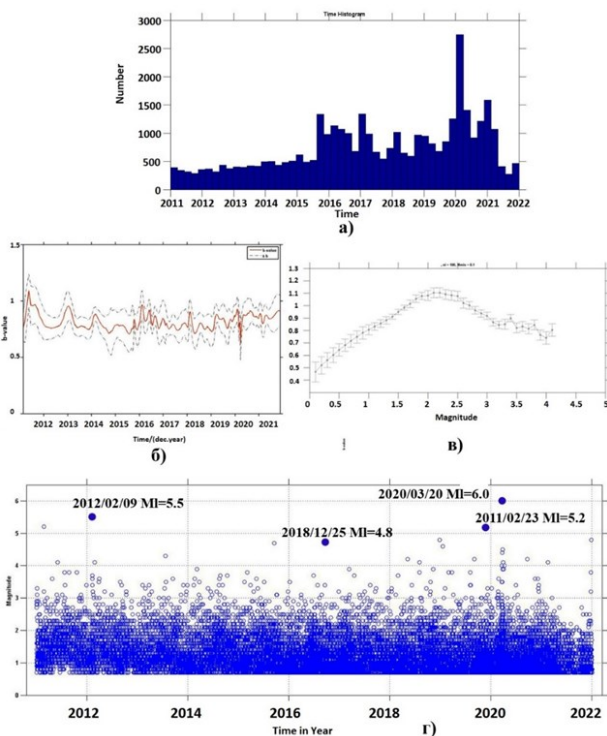 Time Histogram
Number
3000
2500
2000
1500
1000
500
0
2011 2012 2013 2014 2015 2016 2017 2018 2019 2020 2021 2022
Time
а)
b-value
1.5
1
0.5
0
b-value
2012 2013 2014 2015 2016 2017 2018 2019 2020 2021
Time/(dec.year)
б)
1.3
1.2
1.1
1.0
0.9
0.8
0.7
0.6
0.5
0.4
0 0.5 1 1.5 2 2.5 3 3.5 4 4.5 5
Magnitude
в)
2020/03/20 Ml=6.0
2012/02/09 Ml=5.5
2011/02/23 Ml=5.2
2018/12/25 Ml=4.8
Magnitude
6
5
4
3
2
1
0
2012 2014 2016 2018 2020 2022
Time in Year
г